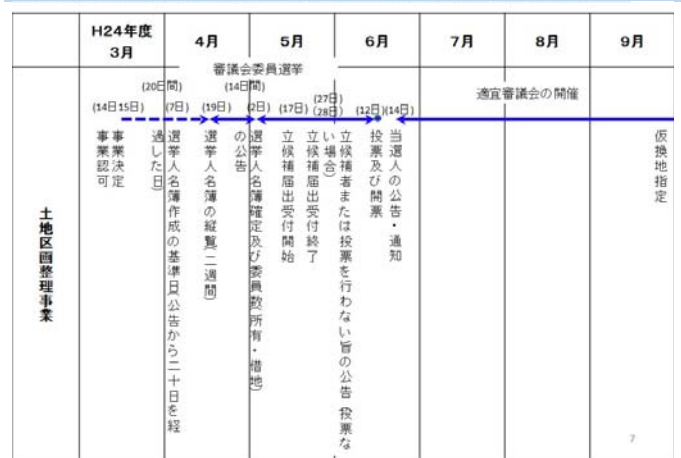 H24年度
3月
4月
5月
6月
7月
8月
9月
審議会委員選挙
(20日間)
(14日間)
適宜審議会の開催
(14日15日)
(7日)
(19日)
(2日)
(17日)
(27日)
(28日)
(12日)
(14日)
土地区画整理事業
事業認可
事業決定
選挙人名簿作成の基準日(公告から二十日を経
過した日)
選挙人名簿の縦覧(二週間)
選挙人名簿確定及び委員数(所有・借地)
の公告
立候補届出受付開始
立候補届出受付終了
立候補者または投票を行わない旨の公告(投票な
い場合)
投票及び開票
当選人の公告・通知
仮換地指定
7